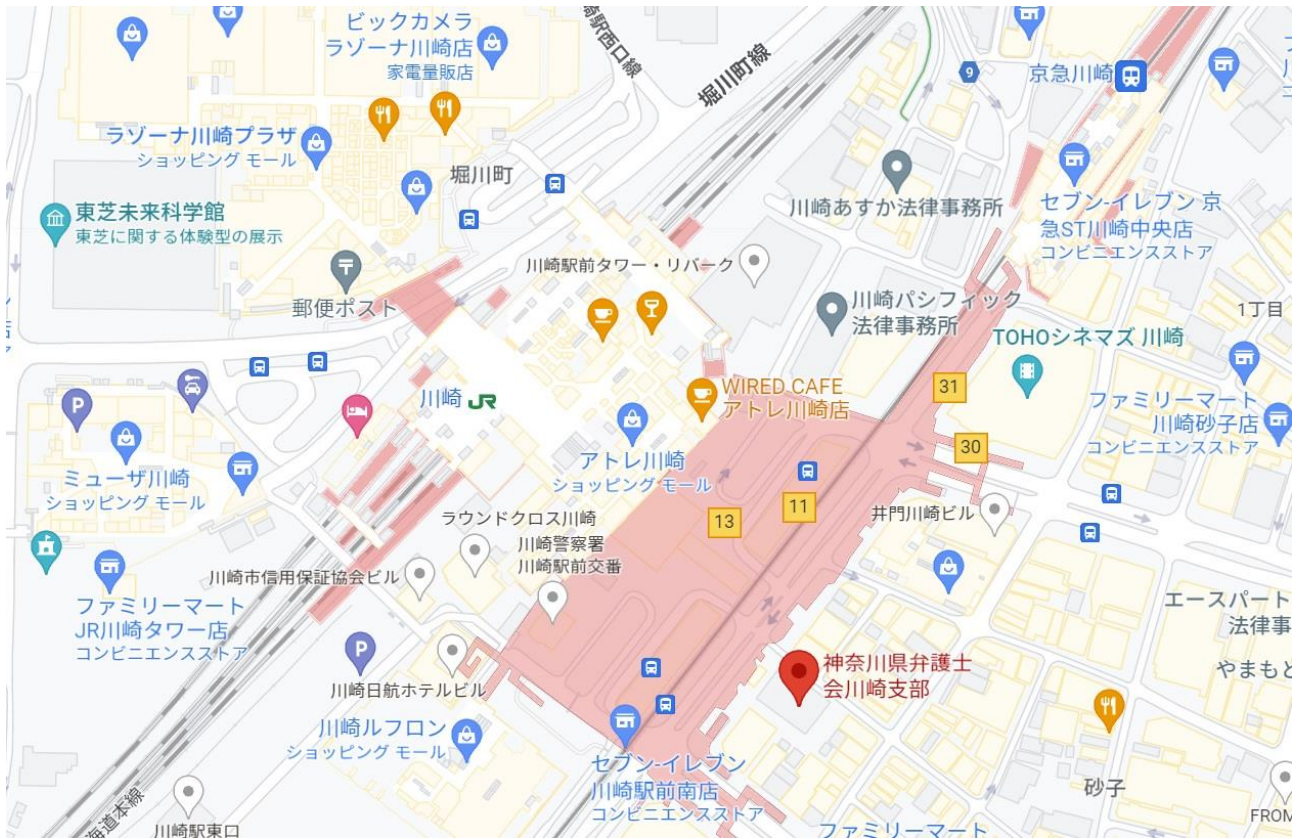 ビックカメラ
ラゾーナ川崎店
家電量販店
川崎駅西口線
堀川町線
9
京急川崎
ラゾーナ川崎プラザ
ショッピング モール
堀川町
東芝未来科学館
東芝に関する体験型の展示
川崎あすか法律事務所
セブン-イレブン 京
急ST川崎中央店
コンビニエンスストア
川崎駅前タワー・リバーク
郵便ポスト
川崎パシフィック
法律事務所
1丁目
TOHOシネマズ 川崎
川崎 JR
WIRED CAFE
アトレ川崎店
31
ファミリーマート
川崎砂子店
コンビニエンスストア
P
30
ミューザ川崎
ショッピング モール
アトレ川崎
ショッピング モール
13
11
井門川崎ビル
ラウンドクロス川崎
川崎警察署
川崎駅前交番
川崎市信用保証協会ビル
ファミリーマート
JR川崎タワー店
コンビニエンスストア
エースパート
法律事
P
川崎日航ホテルビル
神奈川県弁護士
会川崎支部
やまもと
川崎ルフロン
ショッピング モール
セブン-イレブン
川崎駅前南店
コンビニエンスストア
砂子
海道本線
川崎駅東口
ファミリーマート
FROM